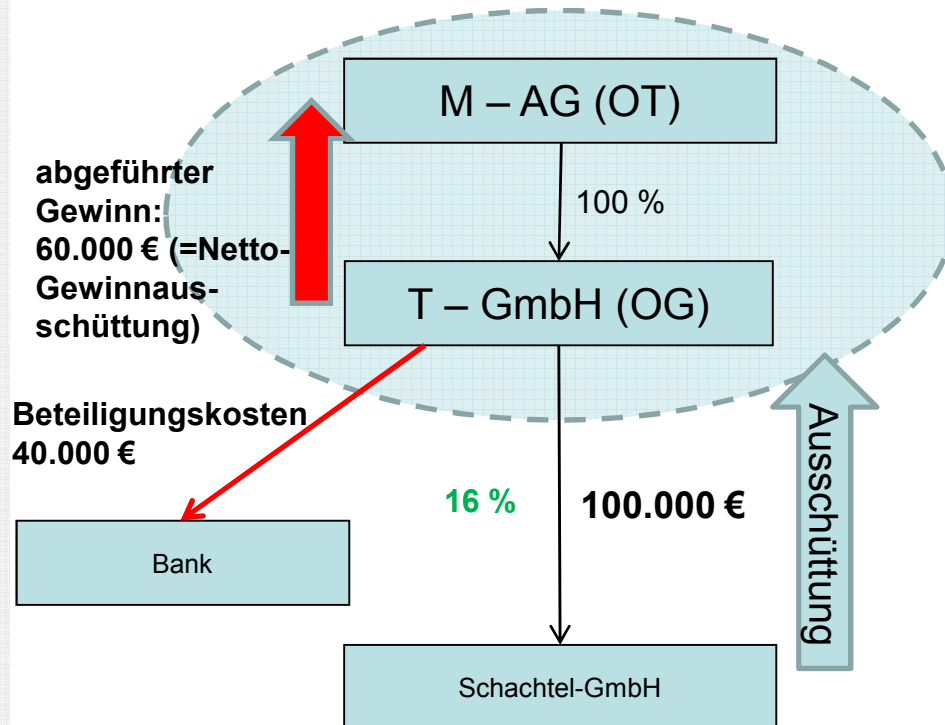 M – AG (OT)
abgeführter
Gewinn:
60.000 € (=Netto-
Gewinnaus-
schüttung)
100 %
T – GmbH (OG)
Beteiligungskosten
40.000 €
16 %
100.000 €
Ausschüttung
Bank
Schachtel-GmbH